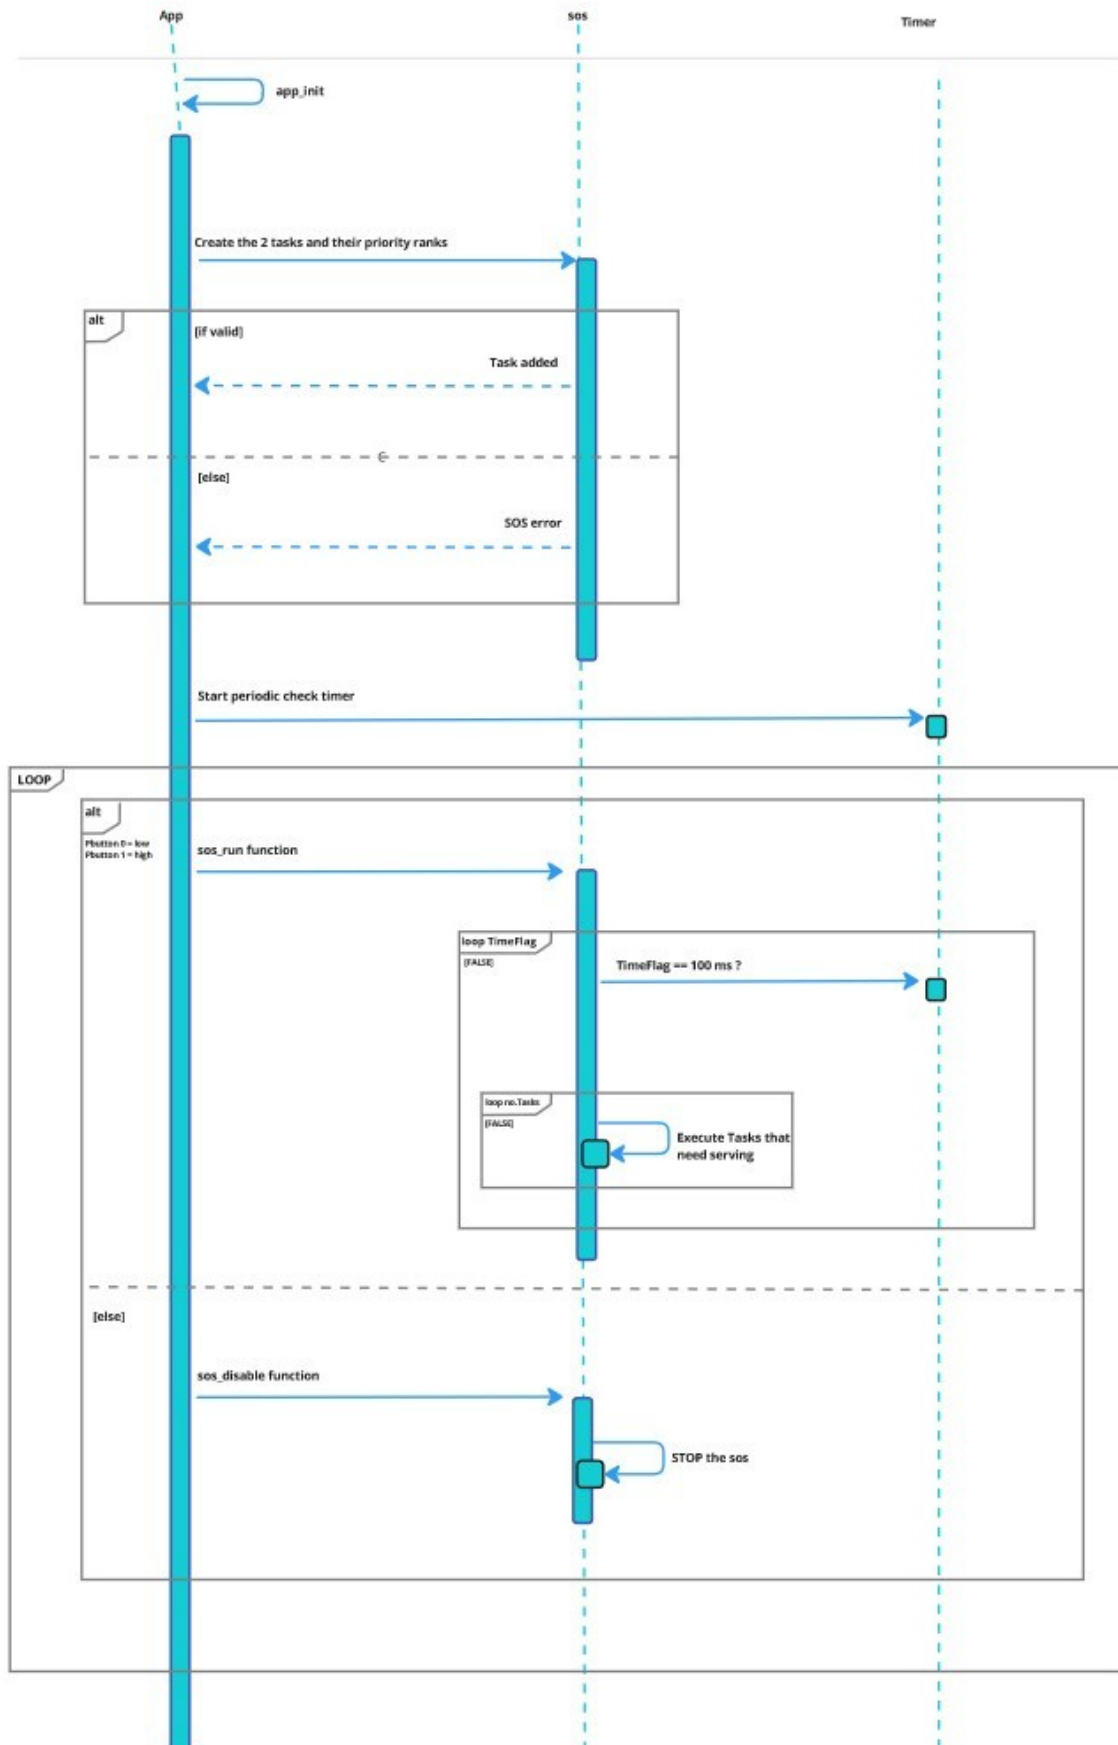 App
sos
Timer
app_init
Create the 2 tasks and their priority ranks
alt
[if valid]
Task added
[else]
SOS error
Start periodic check timer
LOOP
alt
Pbutton 0 = low
Pbutton 1 = high
sos_run function
loop TimeFlag
[FALSE]
TimeFlag == 100 ms ?
loop no.Tasks
[FALSE]
Execute Tasks that
need serving
[else]
sos_disable function
STOP the sos